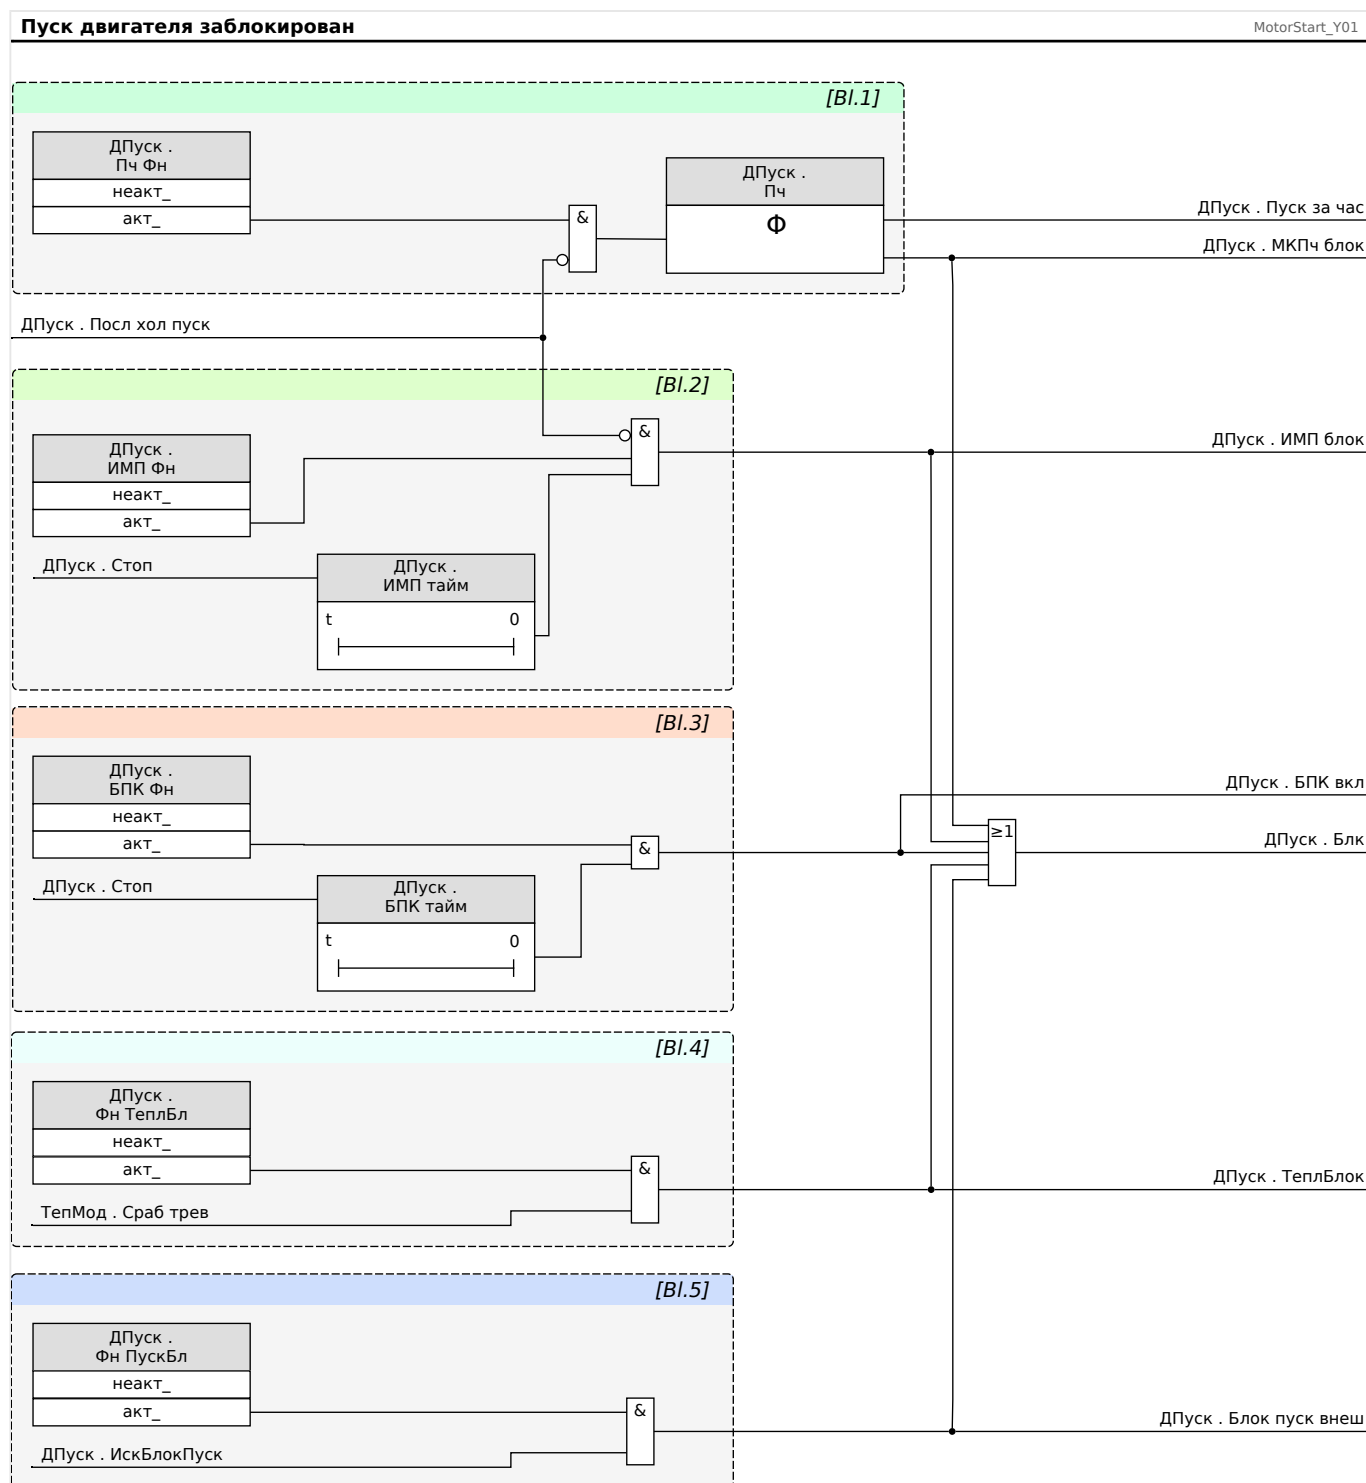 Пуск двигателя заблокирован
MotorStart_Y01
[Bl.1]
ДПуск .
Пч Фн
неакт_
акт_
&
ДПуск .
Пч
Ф
ДПуск . Пуск за час
ДПуск . МКПч блок
ДПуск . Посл хол пуск
[Bl.2]
ДПуск .
ИМП Фн
неакт_
акт_
&
ДПуск . ИМП блок
ДПуск . Стоп
ДПуск .
ИМП тайм
t 0
[Bl.3]
ДПуск .
БПК Фн
неакт_
акт_
&
ДПуск . БПК вкл
≥1
ДПуск . Блк
ДПуск . Стоп
ДПуск .
БПК тайм
t 0
[Bl.4]
ДПуск .
Фн ТеплБл
неакт_
акт_
&
ДПуск . ТеплБлок
ТепМод . Сраб трев
[Bl.5]
ДПуск .
Фн ПускБл
неакт_
акт_
&
ДПуск . Блок пуск внеш
ДПуск . ИскБлокПуск